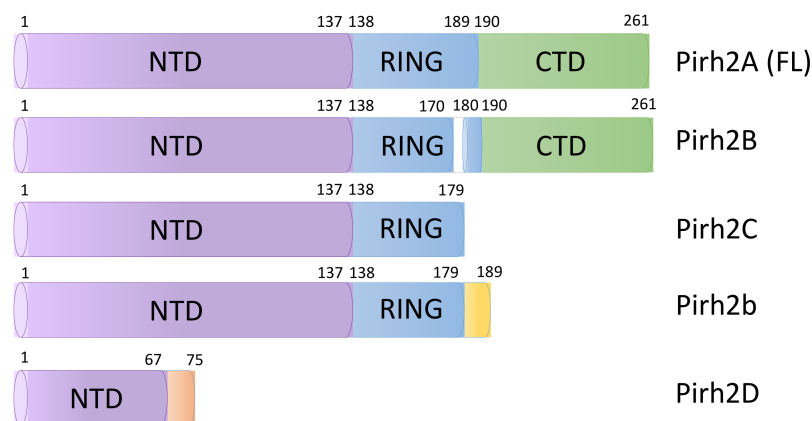 1 137 138 189 190 261
NTD RING CTD Pirh2A (FL)
1 137 138 170 180 190 261
NTD RING CTD Pirh2B
1 137 138 179
NTD RING Pirh2C
1 137 138 179 189
NTD RING Pirh2b
1 67 75
NTD Pirh2D